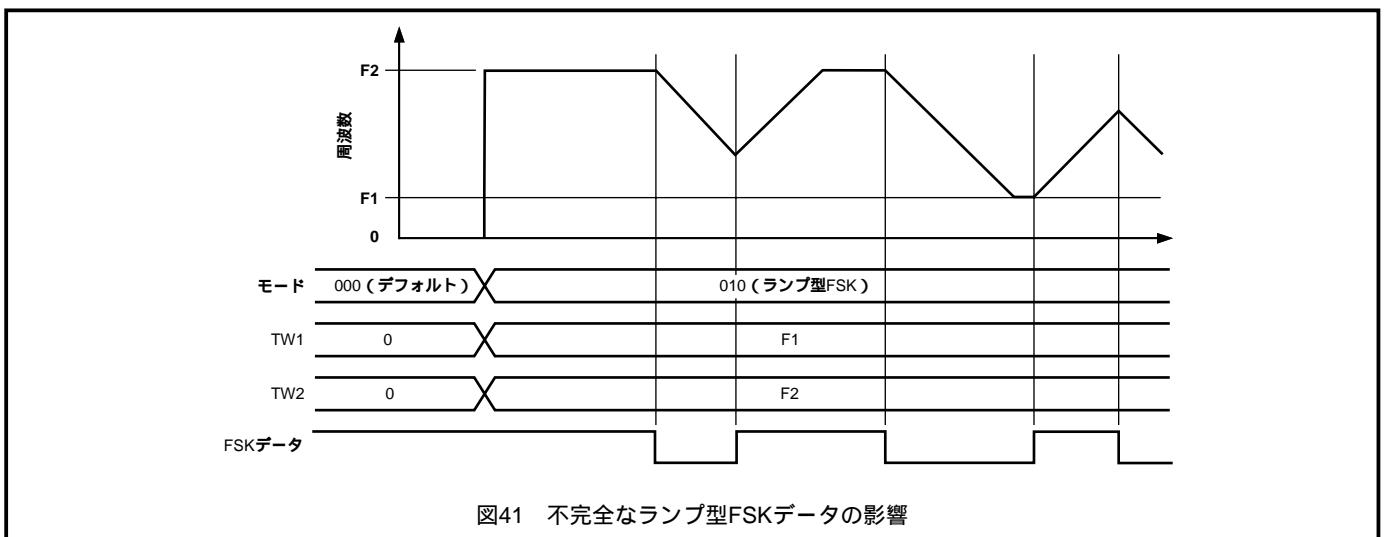 F2
周波数
F1
0
モード 000(デフォルト) 010(ランプ型FSK)
TW1 0 F1
TW2 0 F2
FSKデータ
図41 不完全なランプ型FSKデータの影響